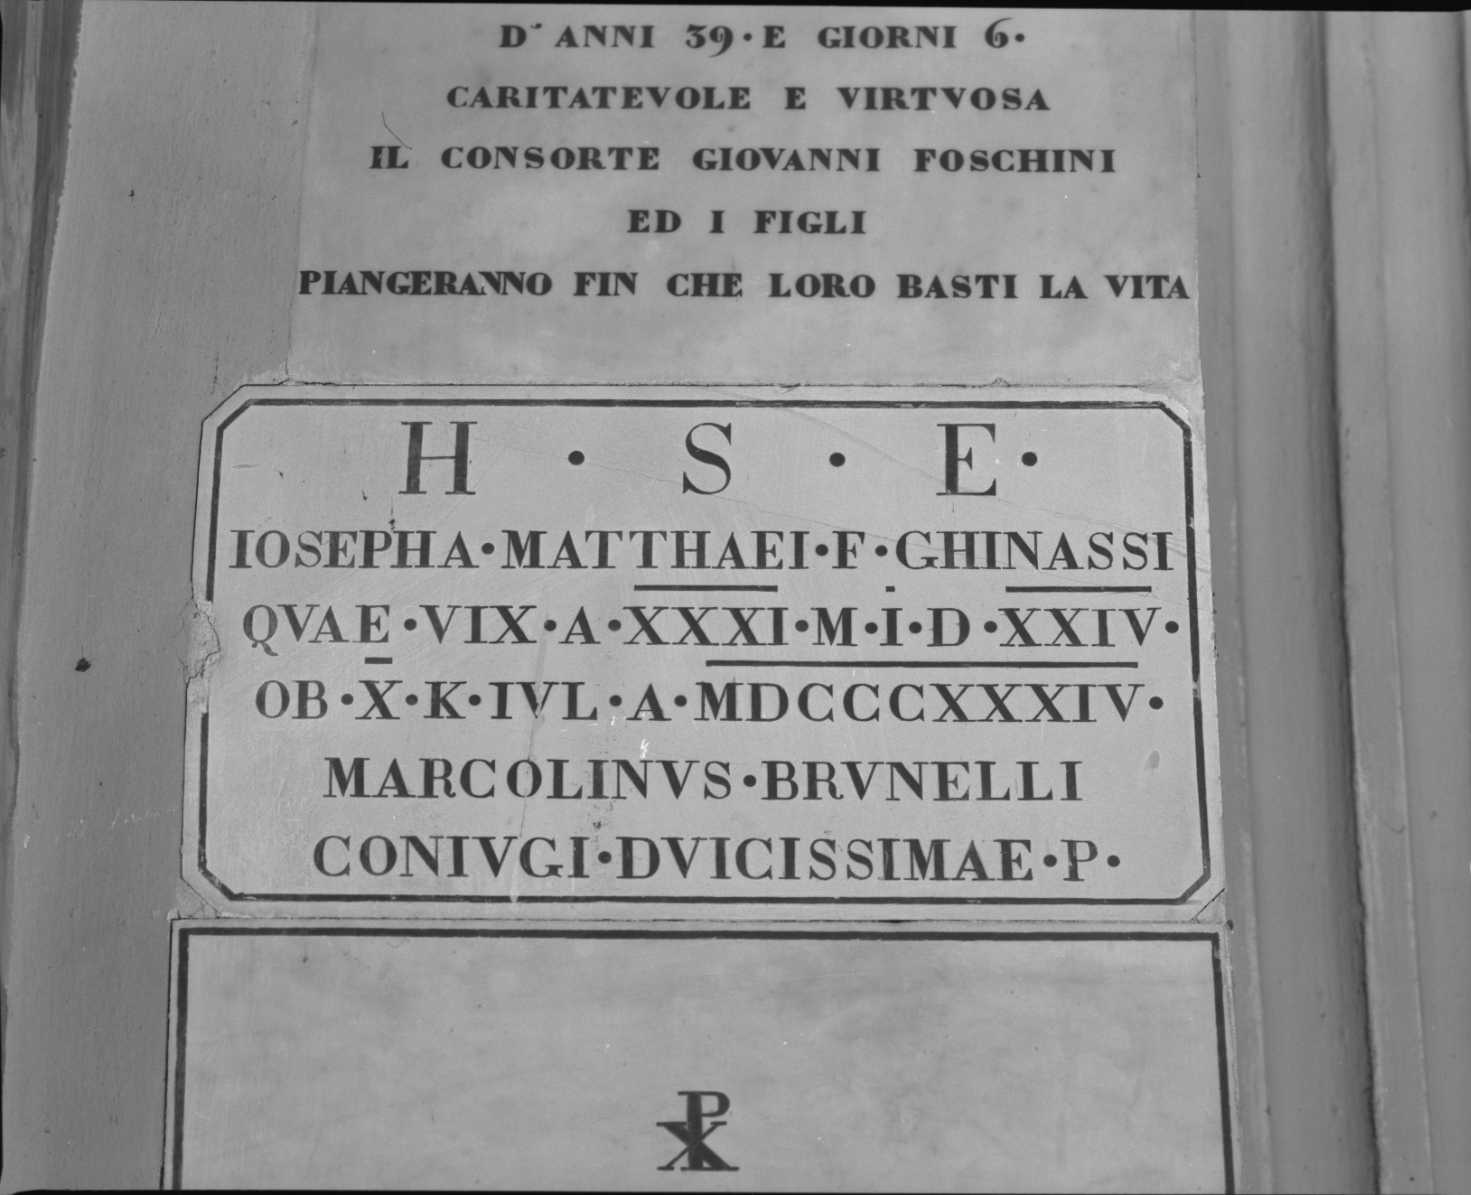 D' ANNI 39 · E GIORNI 6 ·
CARITATEVOLE E VIRTVOSA
IL CONSORTE GIOVANNI FOSCHINI
ED I FIGLI
PIANGERANNO FIN CHE LORO BASTI LA VITA
H · S · E ·
IOSEPHA · MATTHAEI · F · GHINASSI
QVAE · VIX · A · XXXI · M · I · D · XXIV ·
OB · X · K · IVL · A · MDCCCXXXIV ·
MARCOLINVS · BRVNELLI
CONIVGI · DVICISSIMAE · P ·
☧